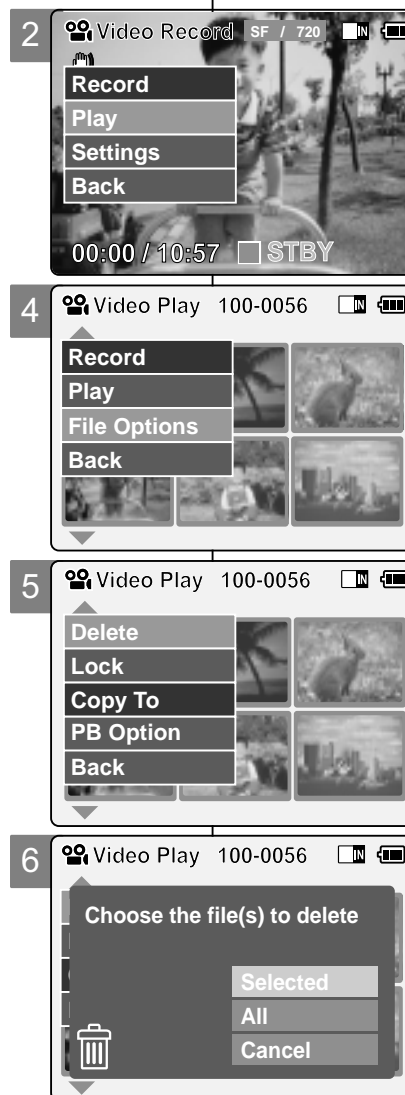 2
Video Record SF / 720 IN
Record
Play
Settings
Back
00:00 / 10:57 STBY
4
Video Play 100-0056 IN
Record
Play
File Options
Back
5
Video Play 100-0056 IN
Delete
Lock
Copy To
PB Option
Back
6
Video Play 100-0056 IN
Choose the file(s) to delete
Selected
All
Cancel